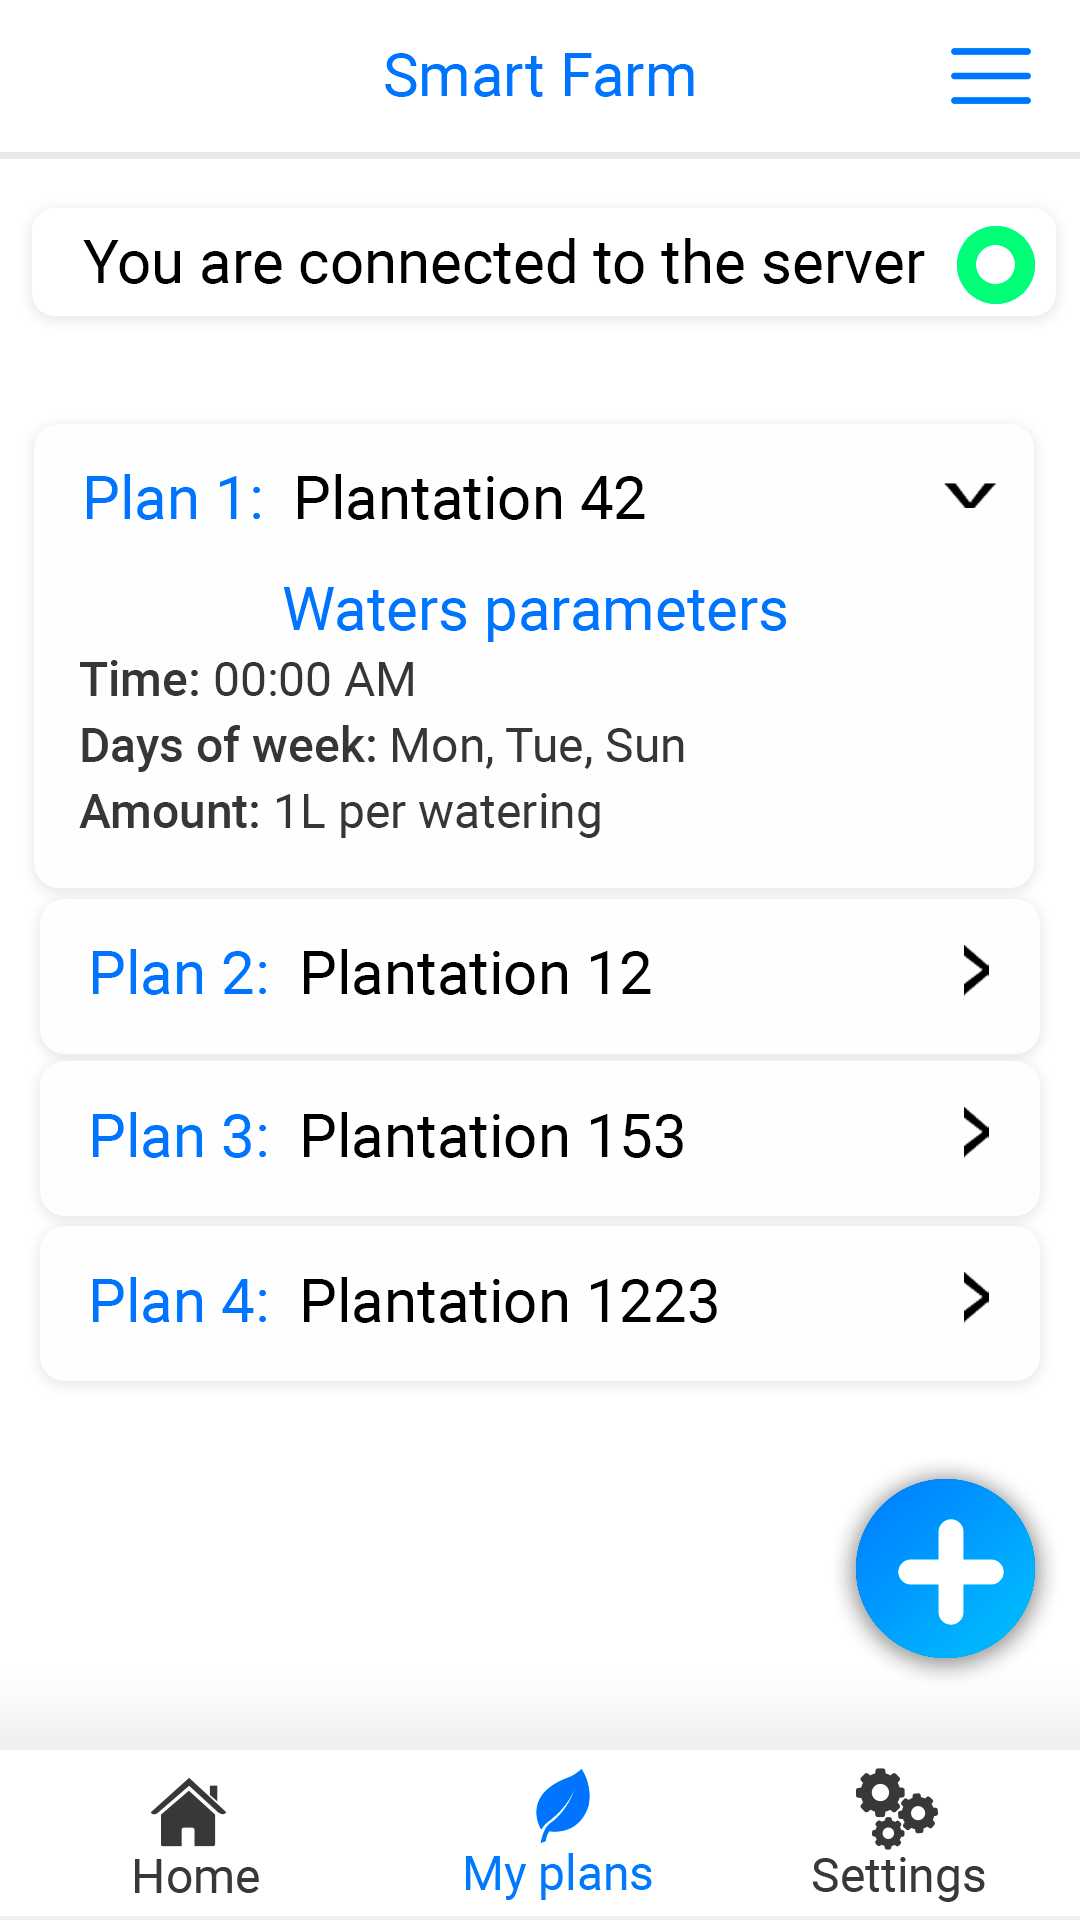 Smart Farm
You are connected to the server
Plan 1: Plantation 42
Waters parameters
Time: 00:00 AM
Days of week: Mon, Tue, Sun
Amount: 1L per watering
Plan 2: Plantation 12
Plan 3: Plantation 153
Plan 4: Plantation 1223
Home
My plans
Settings